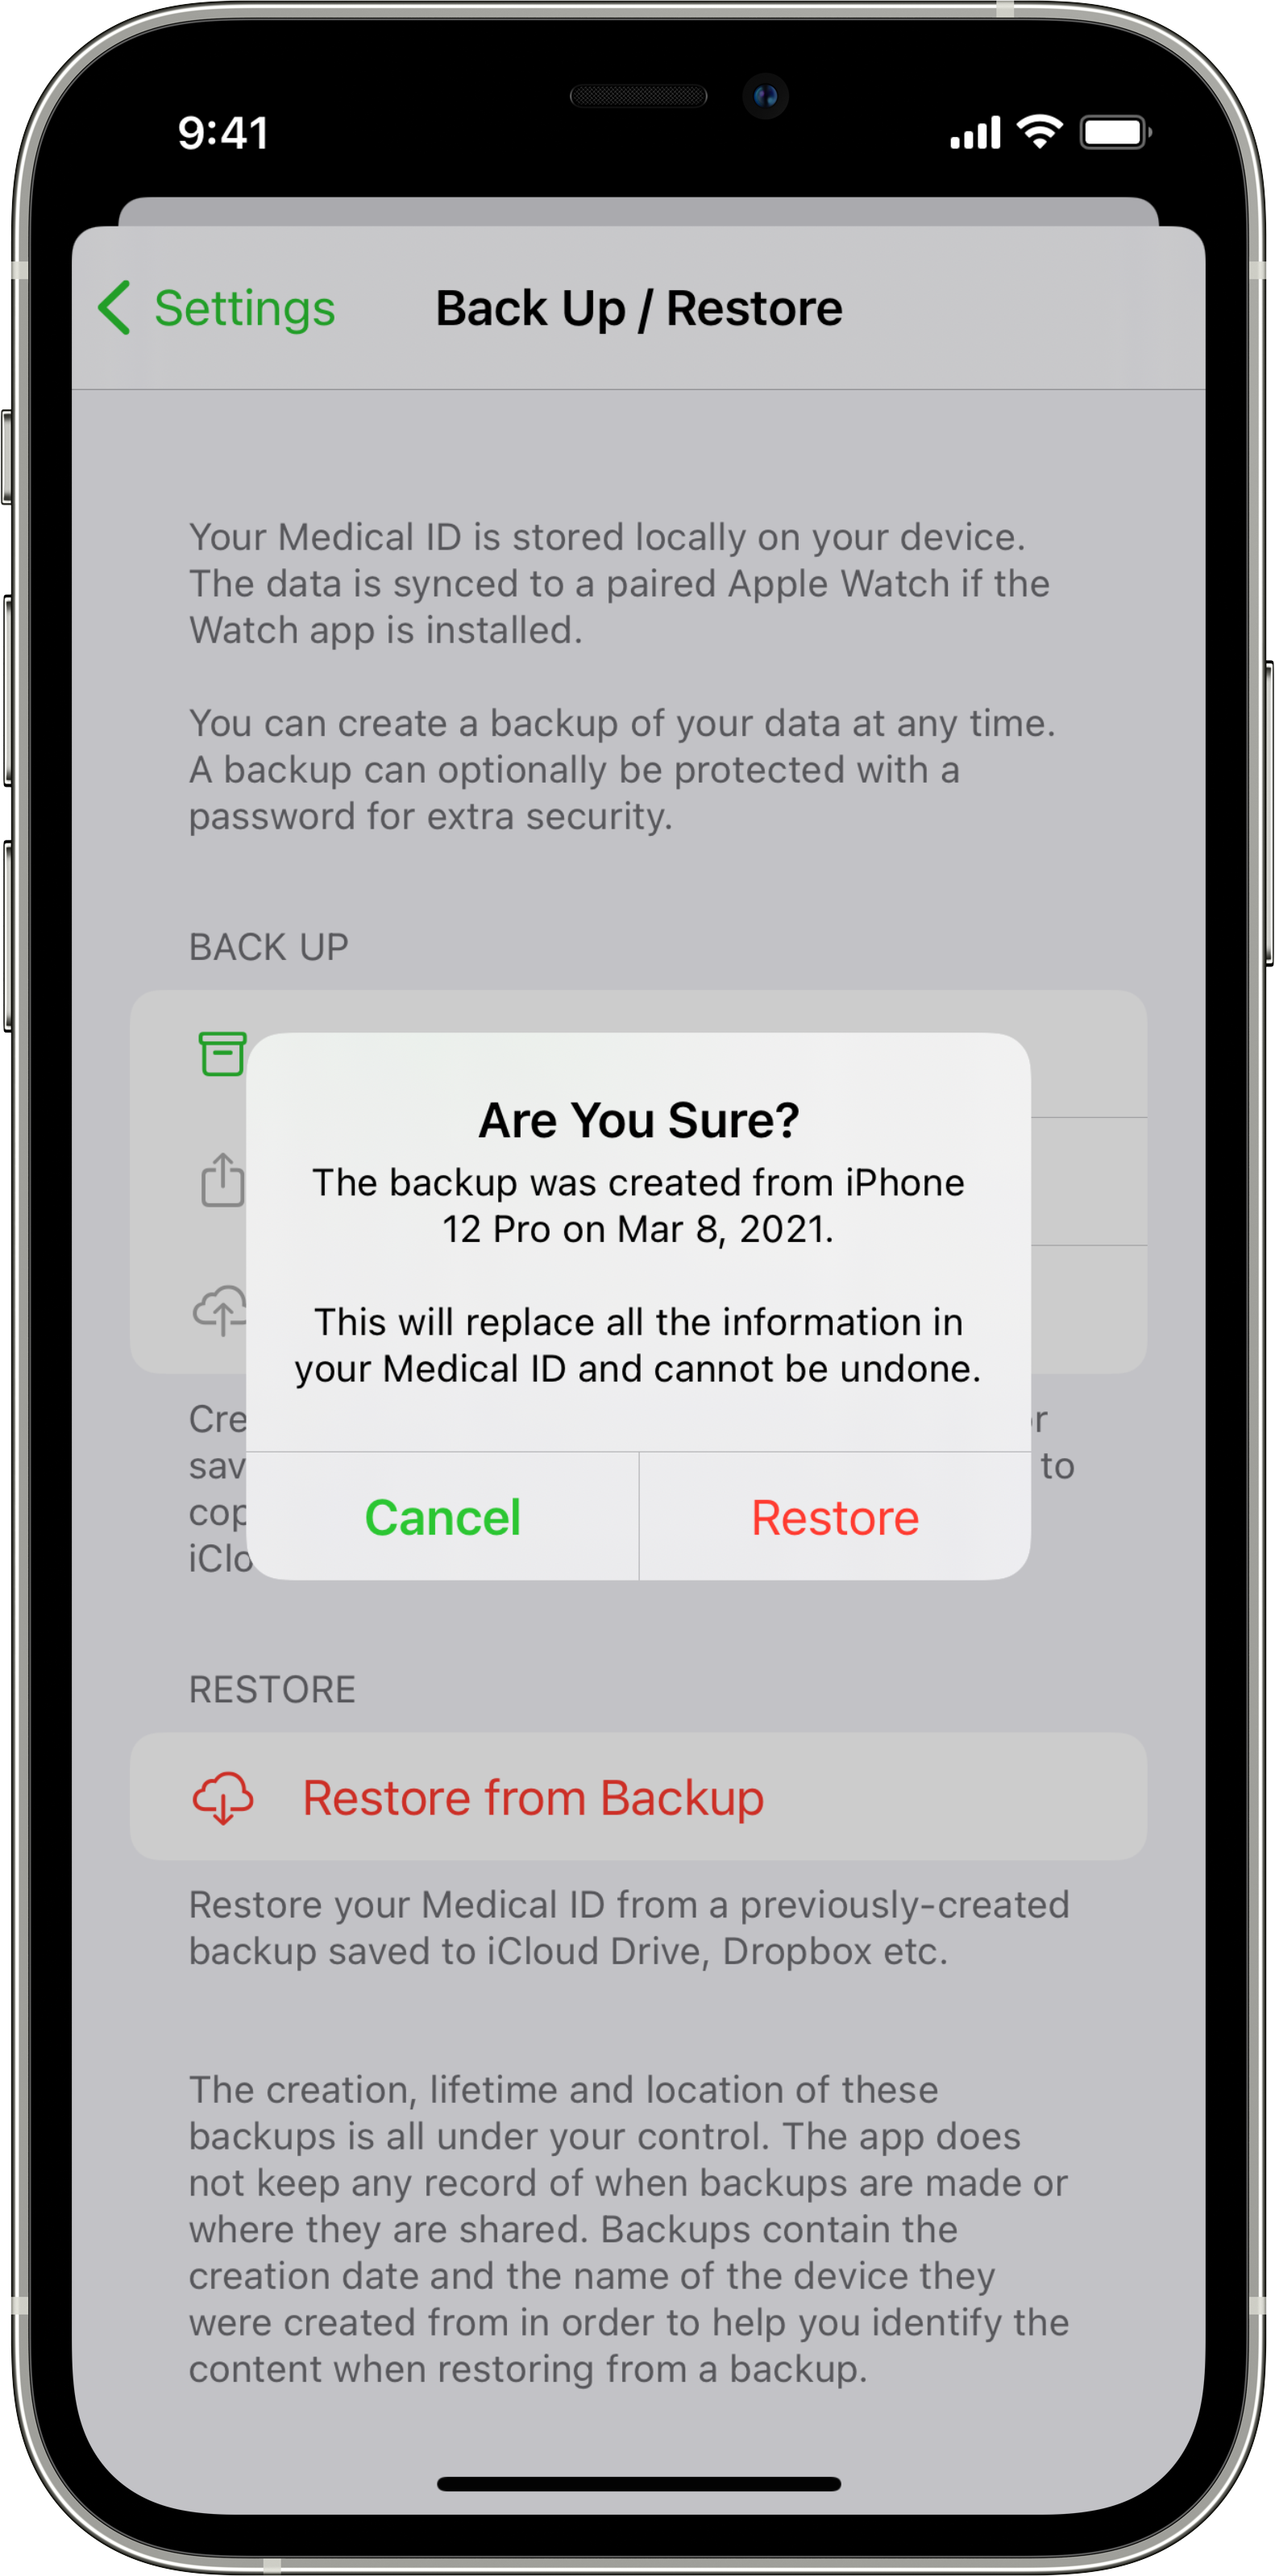 9:41
Settings
Back Up / Restore
Your Medical ID is stored locally on your device.
The data is synced to a paired Apple Watch if the
Watch app is installed.
You can create a backup of your data at any time.
A backup can optionally be protected with a
password for extra security.
BACK UP
Are You Sure?
The backup was created from iPhone
12 Pro on Mar 8, 2021.
This will replace all the information in
your Medical ID and cannot be undone.
to
Cancel
Restore
RESTORE
Restore from Backup
Restore your Medical ID from a previously-created
backup saved to iCloud Drive, Dropbox etc.
The creation, lifetime and location of these
backups is all under your control. The app does
not keep any record of when backups are made or
where they are shared. Backups contain the
creation date and the name of the device they
were created from in order to help you identify the
content when restoring from a backup.